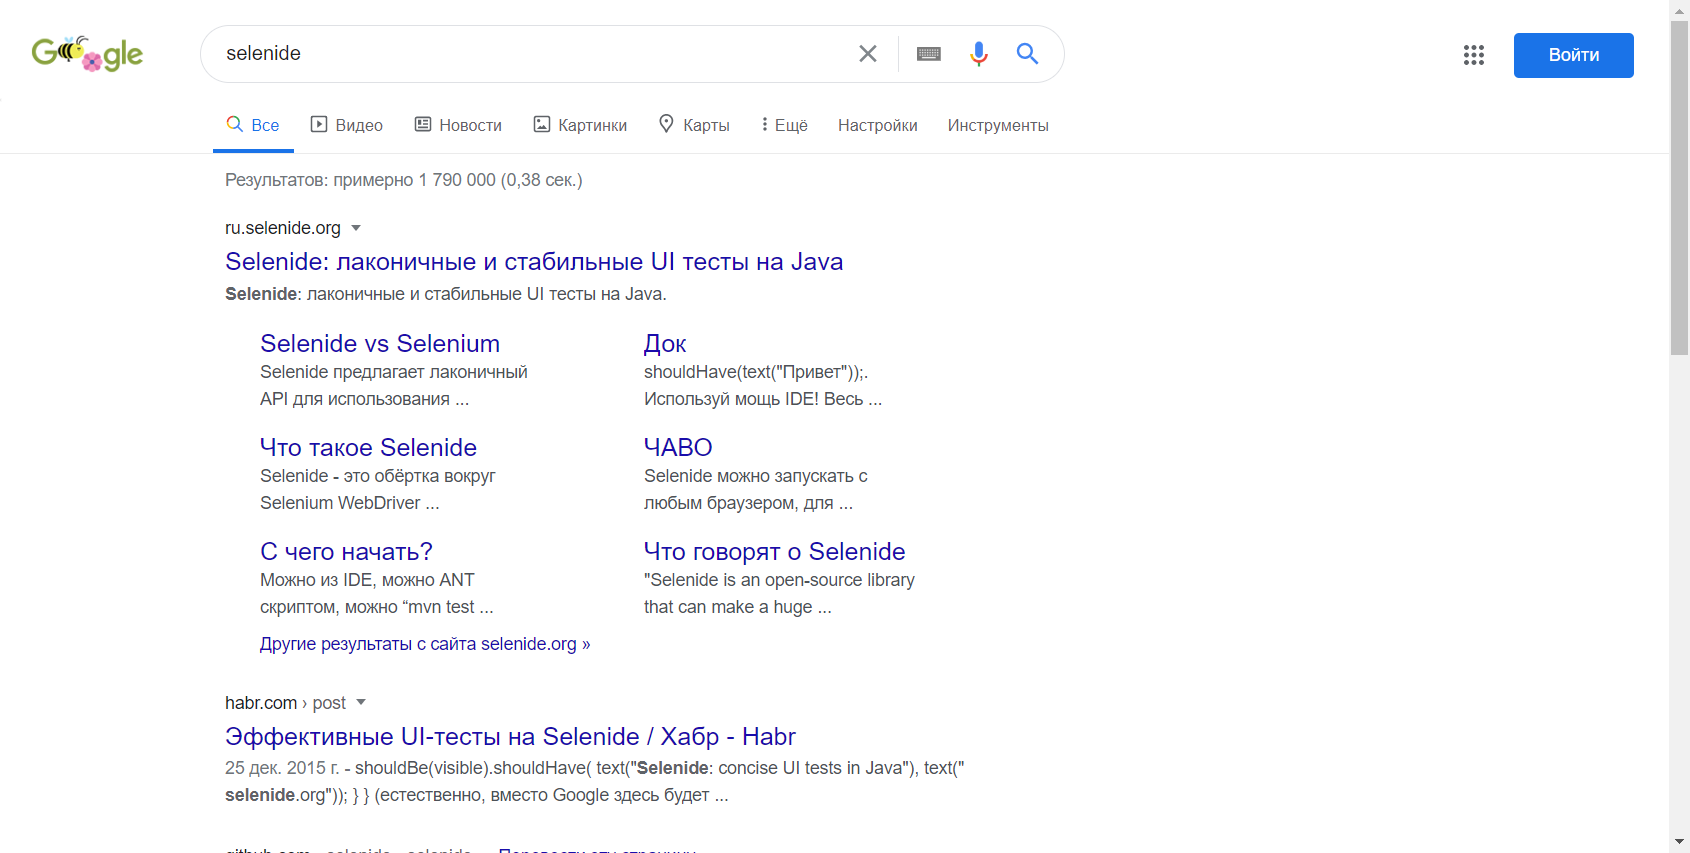 Google
selenide
Войти
Все Видео Новости Картинки Карты Ещё Настройки Инструменты
Результатов: примерно 1 790 000 (0,38 сек.)
ru.selenide.org
Selenide: лаконичные и стабильные UI тесты на Java
Selenide: лаконичные и стабильные UI тесты на Java.
Selenide vs Selenium
Selenide предлагает лаконичный
API для использования ...
Док
shouldHave(text("Привет"));.
Используй мощь IDE! Весь ...
Что такое Selenide
Selenide - это обёртка вокруг
Selenium WebDriver ...
ЧАВО
Selenide можно запускать с
любым браузером, для ...
С чего начать?
Можно из IDE, можно ANT
скриптом, можно “mvn test ...
Что говорят о Selenide
"Selenide is an open-source library
that can make a huge ...
Другие результаты с сайта selenide.org »
habr.com › post
Эффективные UI-тесты на Selenide / Хабр - Habr
25 дек. 2015 г. - shouldBe(visible).shouldHave( text("Selenide: concise UI tests in Java"), text("
selenide.org")); } } (естественно, вместо Google здесь будет ...